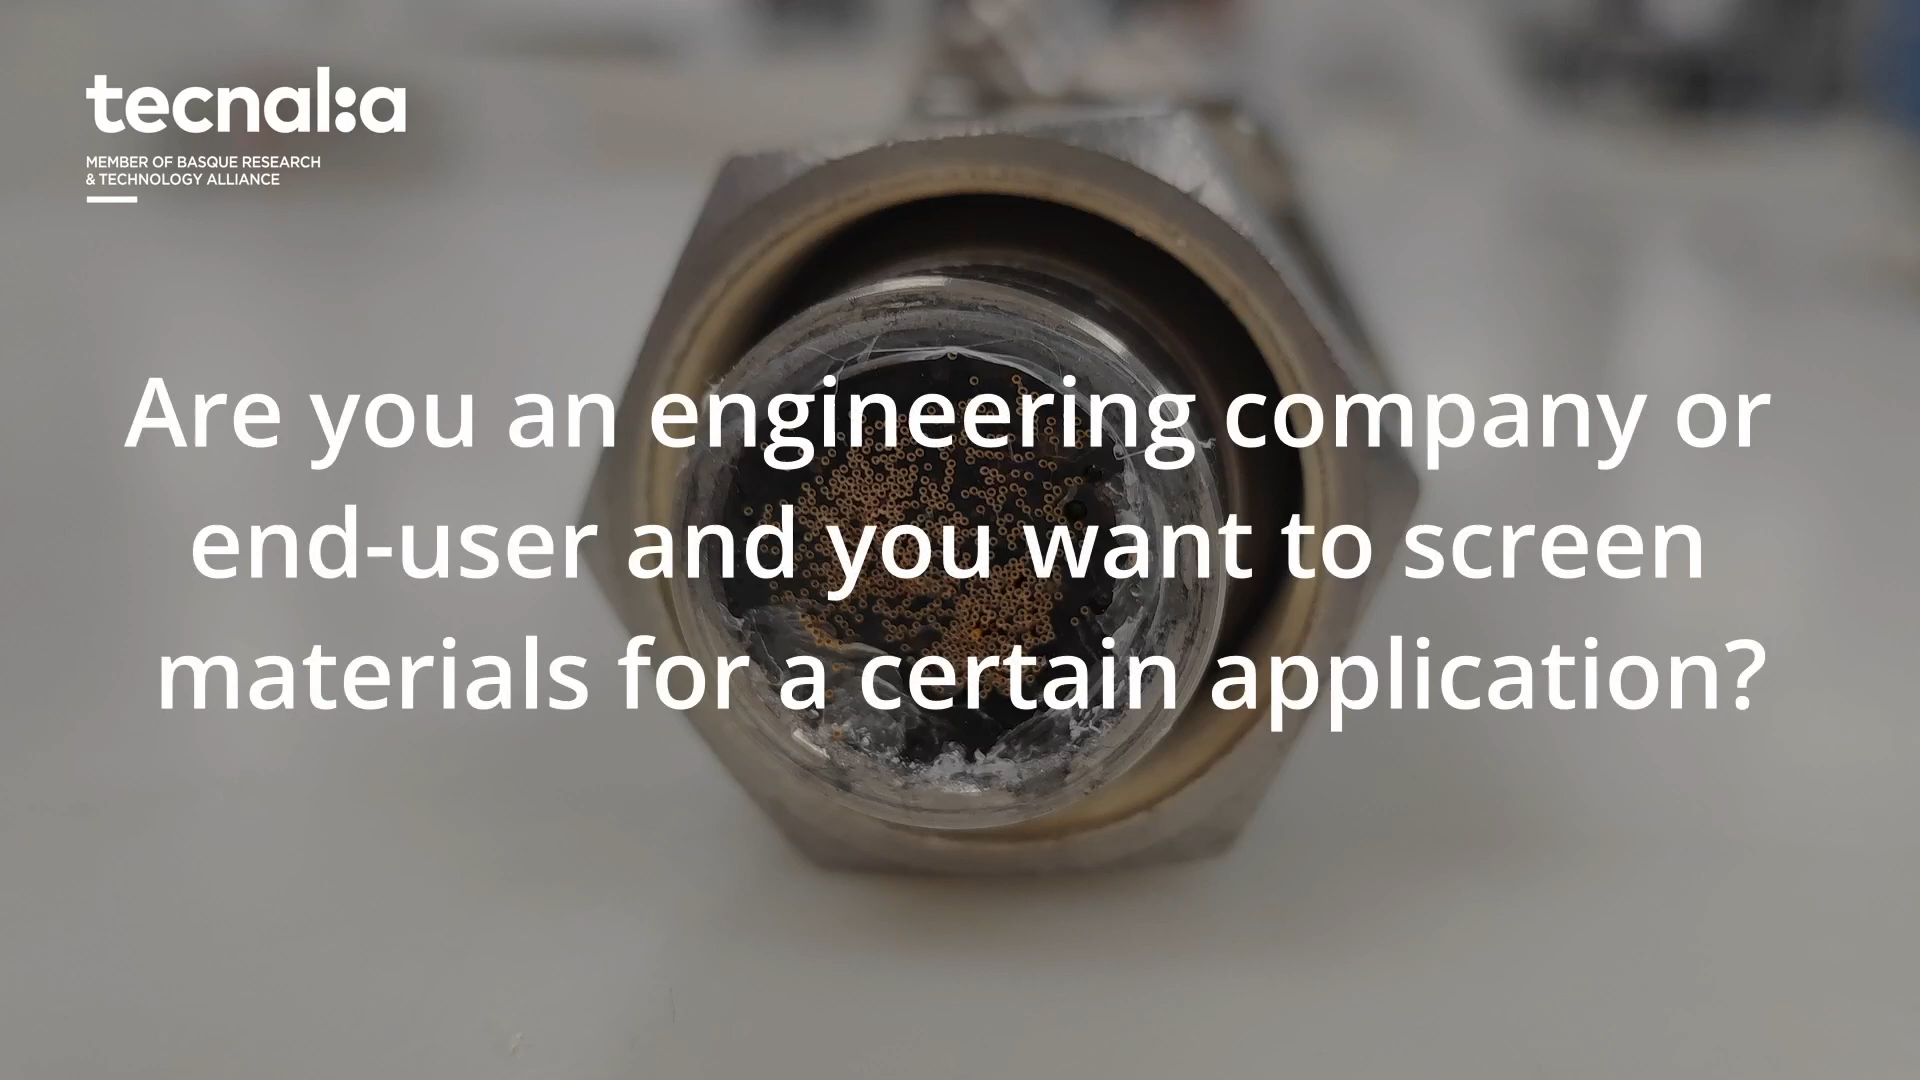 tecnal:a
MEMBER OF BASQUE RESEARCH
& TECHNOLOGY ALLIANCE
Are you an engineering company or
end-user and you want to screen
materials for a certain application?